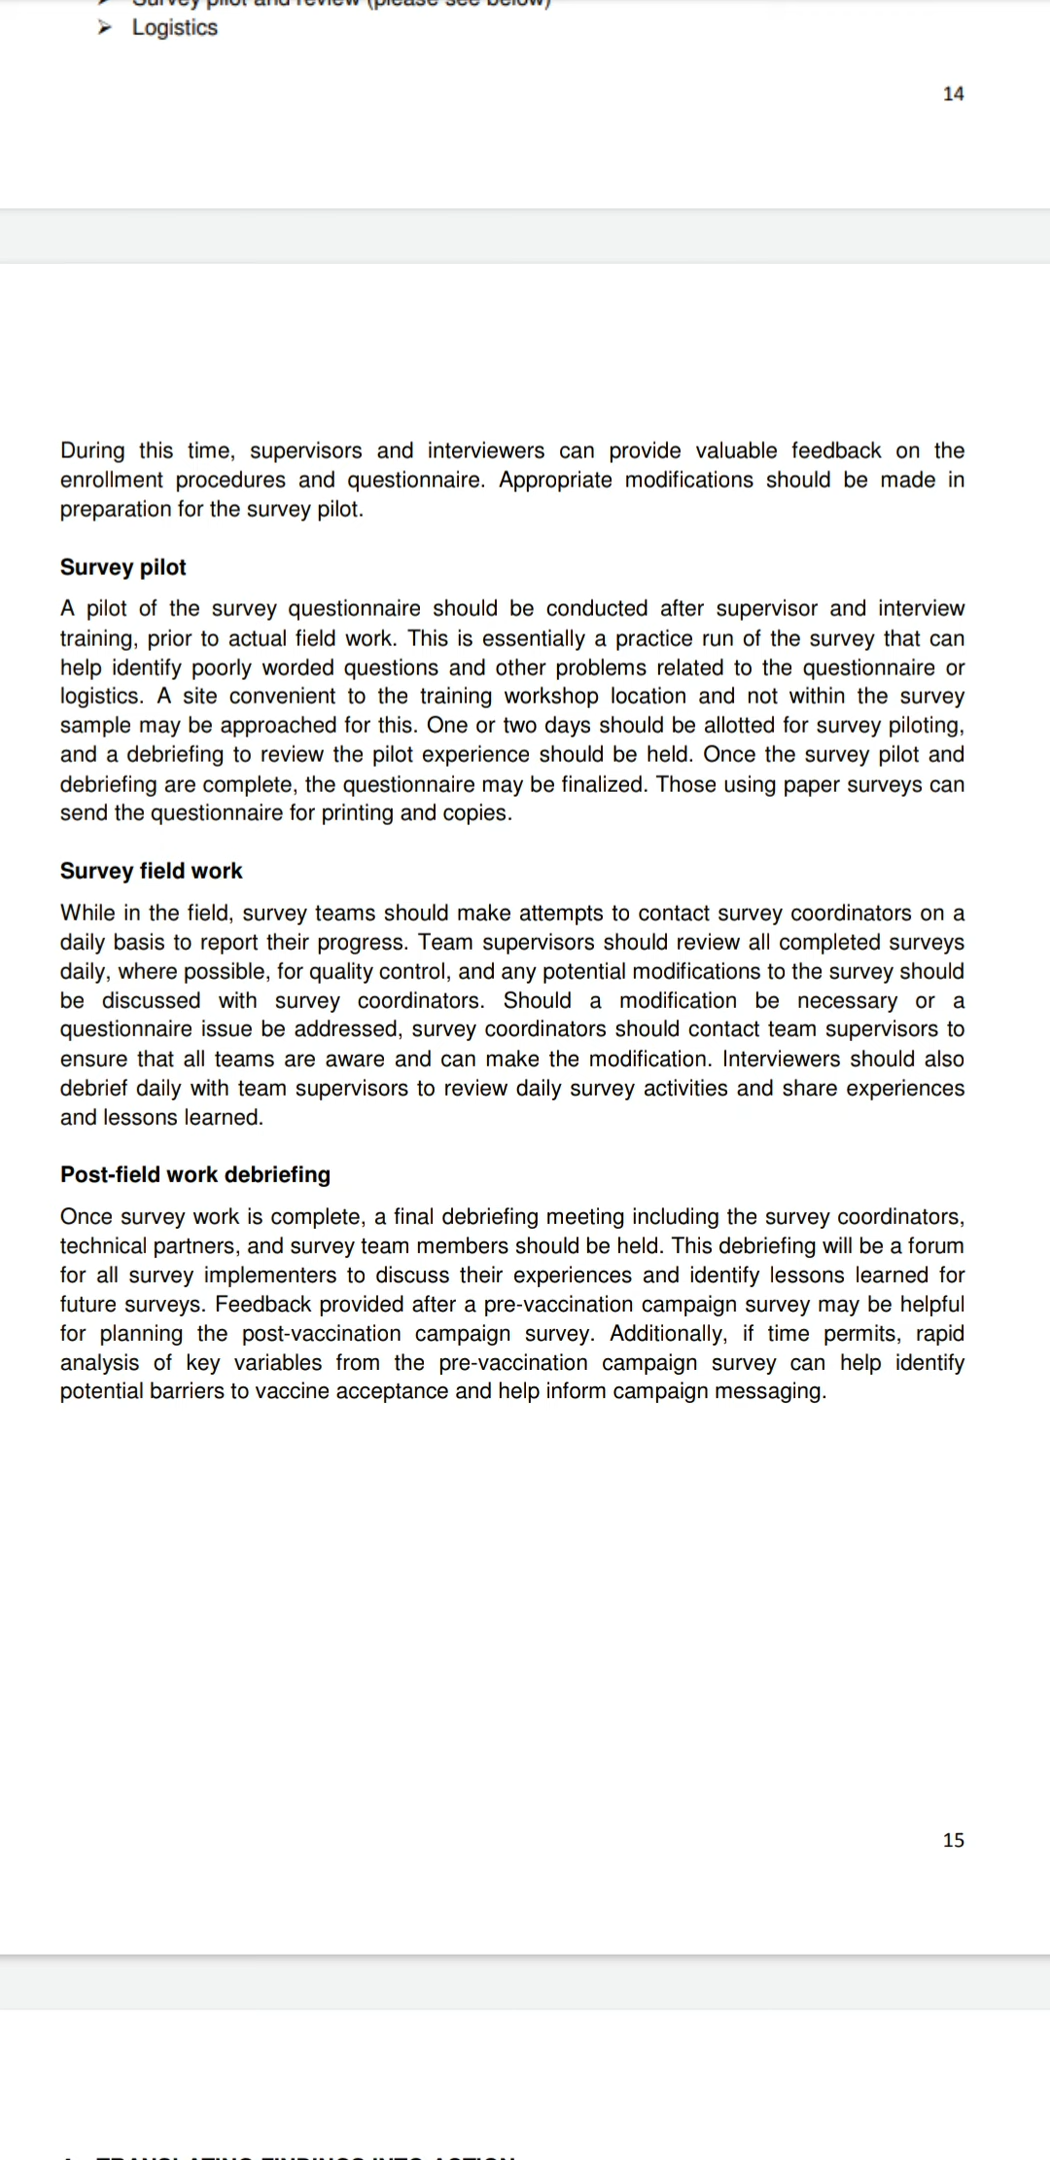 Survey pilot and review (please see below)
➢ Logistics
14
During this time, supervisors and interviewers can provide valuable feedback on the
enrollment procedures and questionnaire. Appropriate modifications should be made in
preparation for the survey pilot.
Survey pilot
A pilot of the survey questionnaire should be conducted after supervisor and interview
training, prior to actual field work. This is essentially a practice run of the survey that can
help identify poorly worded questions and other problems related to the questionnaire or
logistics. A site convenient to the training workshop location and not within the survey
sample may be approached for this. One or two days should be allotted for survey piloting,
and a debriefing to review the pilot experience should be held. Once the survey pilot and
debriefing are complete, the questionnaire may be finalized. Those using paper surveys can
send the questionnaire for printing and copies.
Survey field work
While in the field, survey teams should make attempts to contact survey coordinators on a
daily basis to report their progress. Team supervisors should review all completed surveys
daily, where possible, for quality control, and any potential modifications to the survey should
be discussed with survey coordinators. Should a modification be necessary or a
questionnaire issue be addressed, survey coordinators should contact team supervisors to
ensure that all teams are aware and can make the modification. Interviewers should also
debrief daily with team supervisors to review daily survey activities and share experiences
and lessons learned.
Post-field work debriefing
Once survey work is complete, a final debriefing meeting including the survey coordinators,
technical partners, and survey team members should be held. This debriefing will be a forum
for all survey implementers to discuss their experiences and identify lessons learned for
future surveys. Feedback provided after a pre-vaccination campaign survey may be helpful
for planning the post-vaccination campaign survey. Additionally, if time permits, rapid
analysis of key variables from the pre-vaccination campaign survey can help identify
potential barriers to vaccine acceptance and help inform campaign messaging.
15
TRANSLATING FINDINGS INTO ACTION